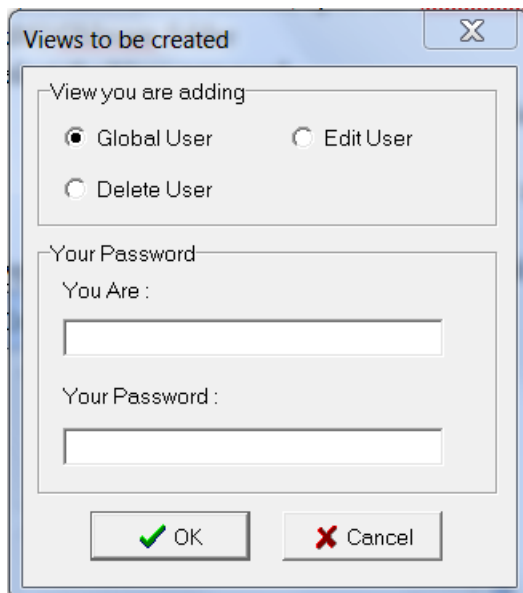 Views to be created
View you are adding
Global User Edit User
Delete User
Your Password
You Are :
Your Password :
OK Cancel